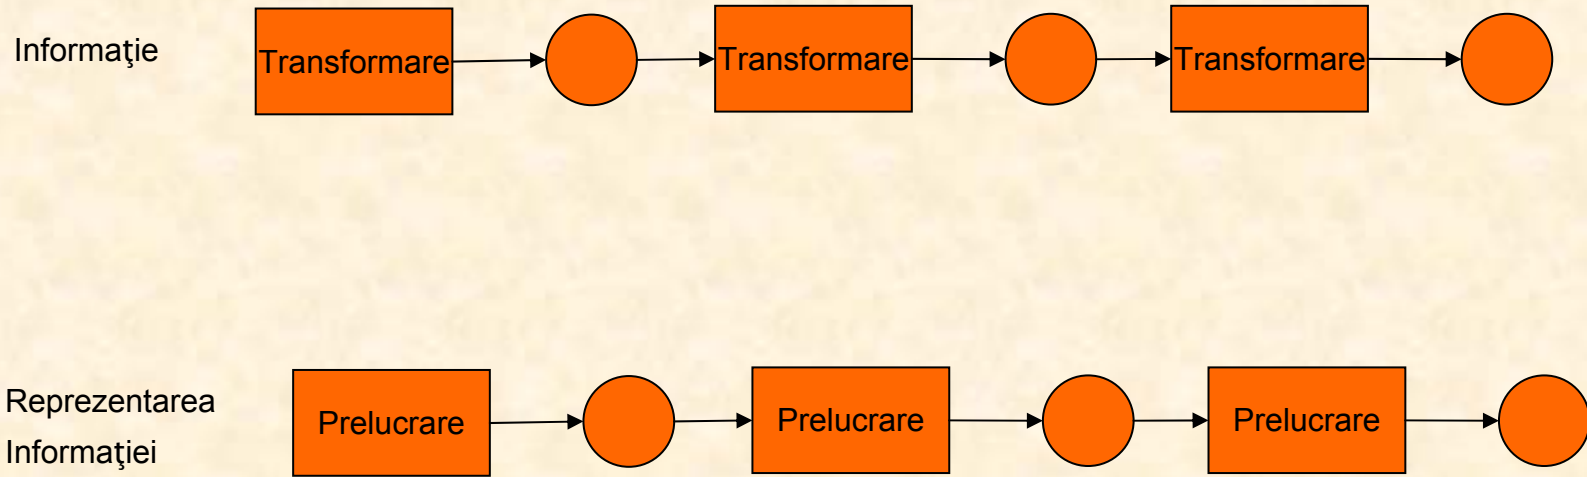 Informaţie
Transformare
Transformare
Transformare
Reprezentarea
Informaţiei
Prelucrare
Prelucrare
Prelucrare